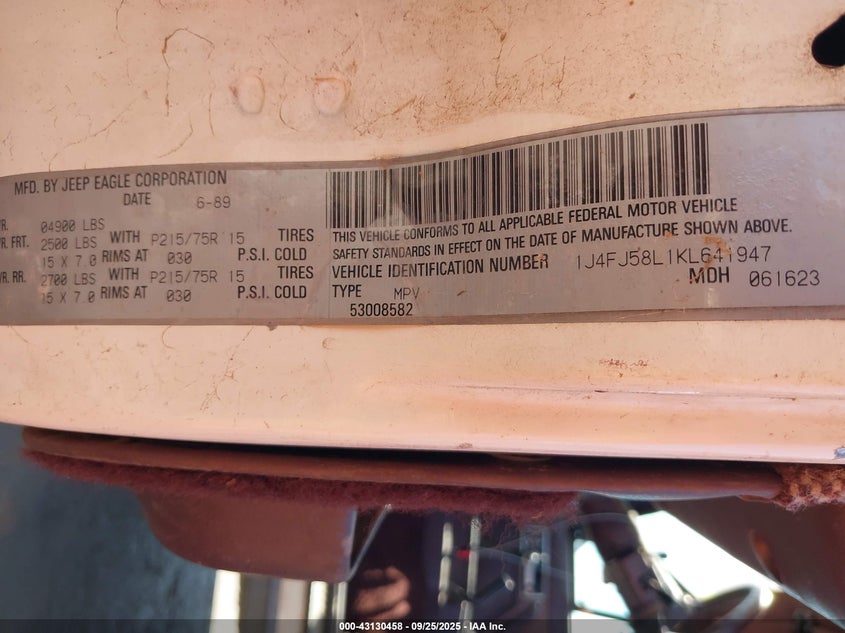 MFD. BY JEEP EAGLE CORPORATION
DATE 6-89
VR. 04900 LBS
VR. FRT. 2500 LBS WITH P215/75R 15 TIRES
15 X 7.0 RIMS AT 030 P.S.I. COLD
VR. RR. 2700 LBS WITH P215/75R 15 TIRES
15 X 7.0 RIMS AT 030 P.S.I. COLD
THIS VEHICLE CONFORMS TO ALL APPLICABLE FEDERAL MOTOR VEHICLE
SAFETY STANDARDS IN EFFECT ON THE DATE OF MANUFACTURE SHOWN ABOVE.
VEHICLE IDENTIFICATION NUMBER 1J4FJ58L1KL641947
TYPE MPV MDH 061623
53008582
000-43130458 - 09/25/2025 - IAA Inc.